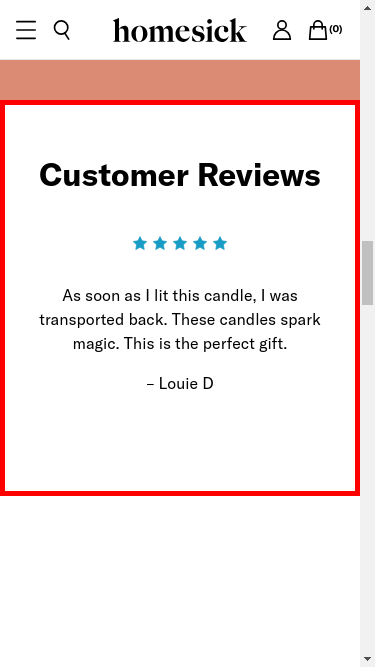 homesick
(0)
Customer Reviews
As soon as I lit this candle, I was
transported back. These candles spark
magic. This is the perfect gift.
– Louie D